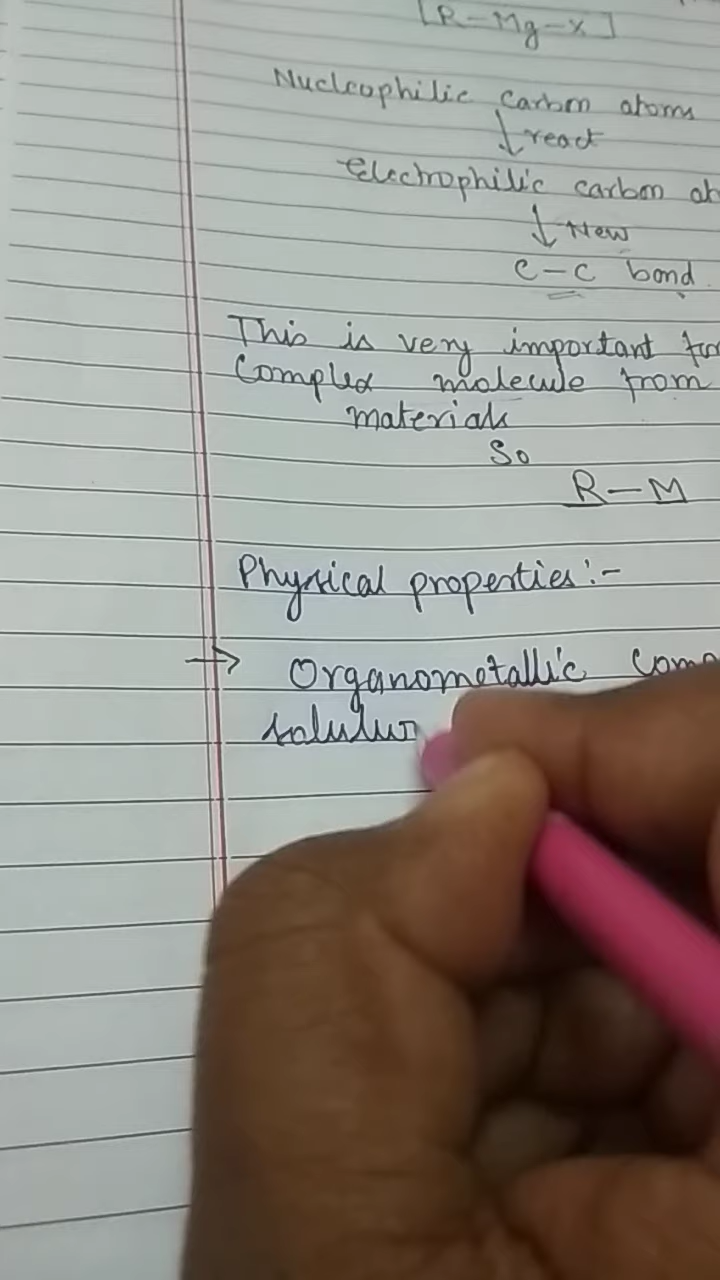 [R-Mg-X]
Nucleophilic carbon atoms
↓ react
electrophilic carbon
↓ New
C-C bond
This is very important for
Complex molecule from
materials
So
R-M
Physical properties:-
→ Organometallic